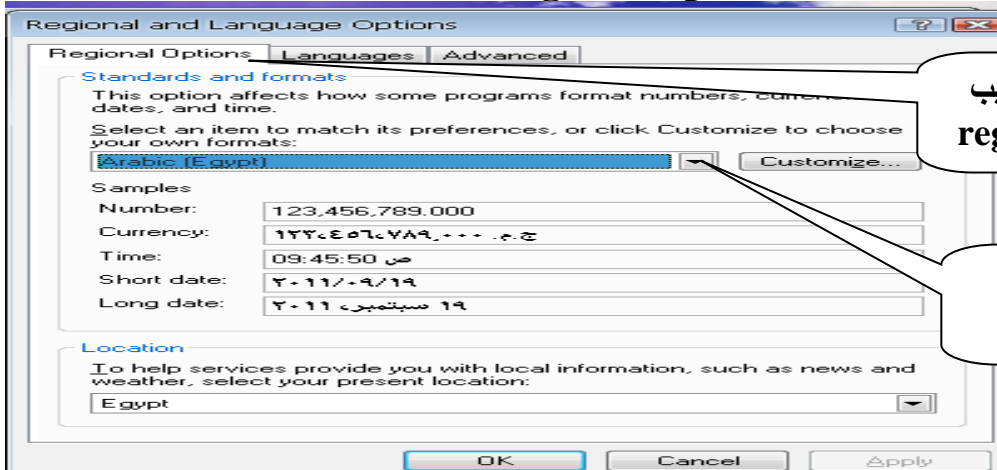 Regional and Language Options
Regional Options Languages Advanced
Standards and formats
This option affects how some programs format numbers,
dates, and time.
Select an item to match its preferences, or click Customize to choose
your own formats:
Arabic (Egypt) Customize...
Samples
Number: 123,456,789.000
Currency: ج.م. ١٢٣،٤٥٦،٧٨٩,٠٠٠
Time: 09:45:50 ص
Short date: ٢٠١١/٠٩/١٩
Long date: ١٩ سبتمبر، ٢٠١١
Location
To help services provide you with local information, such as news and
weather, select your present location:
Egypt
OK Cancel Apply